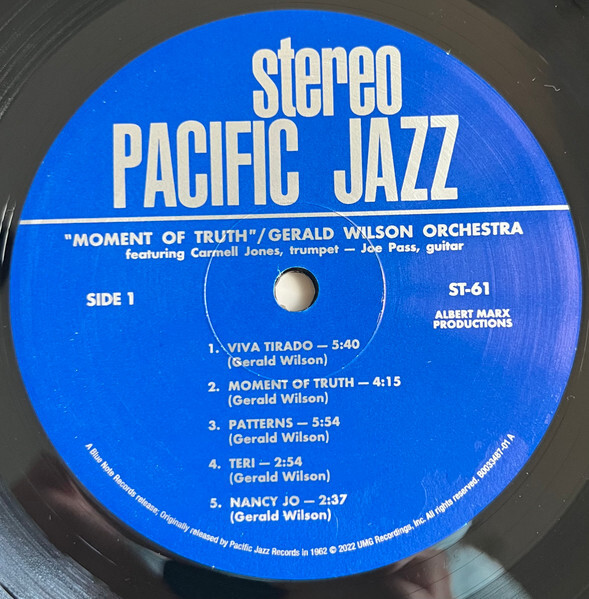 stereo
PACIFIC JAZZ
"MOMENT OF TRUTH"/GERALD WILSON ORCHESTRA
featuring Carmell Jones, trumpet — Joe Pass, guitar
SIDE 1
ST-61
ALBERT MARX
PRODUCTIONS
1. VIVA TIRADO — 5:40
(Gerald Wilson)
2. MOMENT OF TRUTH — 4:15
(Gerald Wilson)
3. PATTERNS — 5:54
(Gerald Wilson)
4. TERI — 2:54
(Gerald Wilson)
5. NANCY JO — 2:37
(Gerald Wilson)
A Blue Note Records release; Originally released by Pacific Jazz Records in 1962 © 2022 UMG Recordings, Inc. All rights reserved. B0033487-01 A